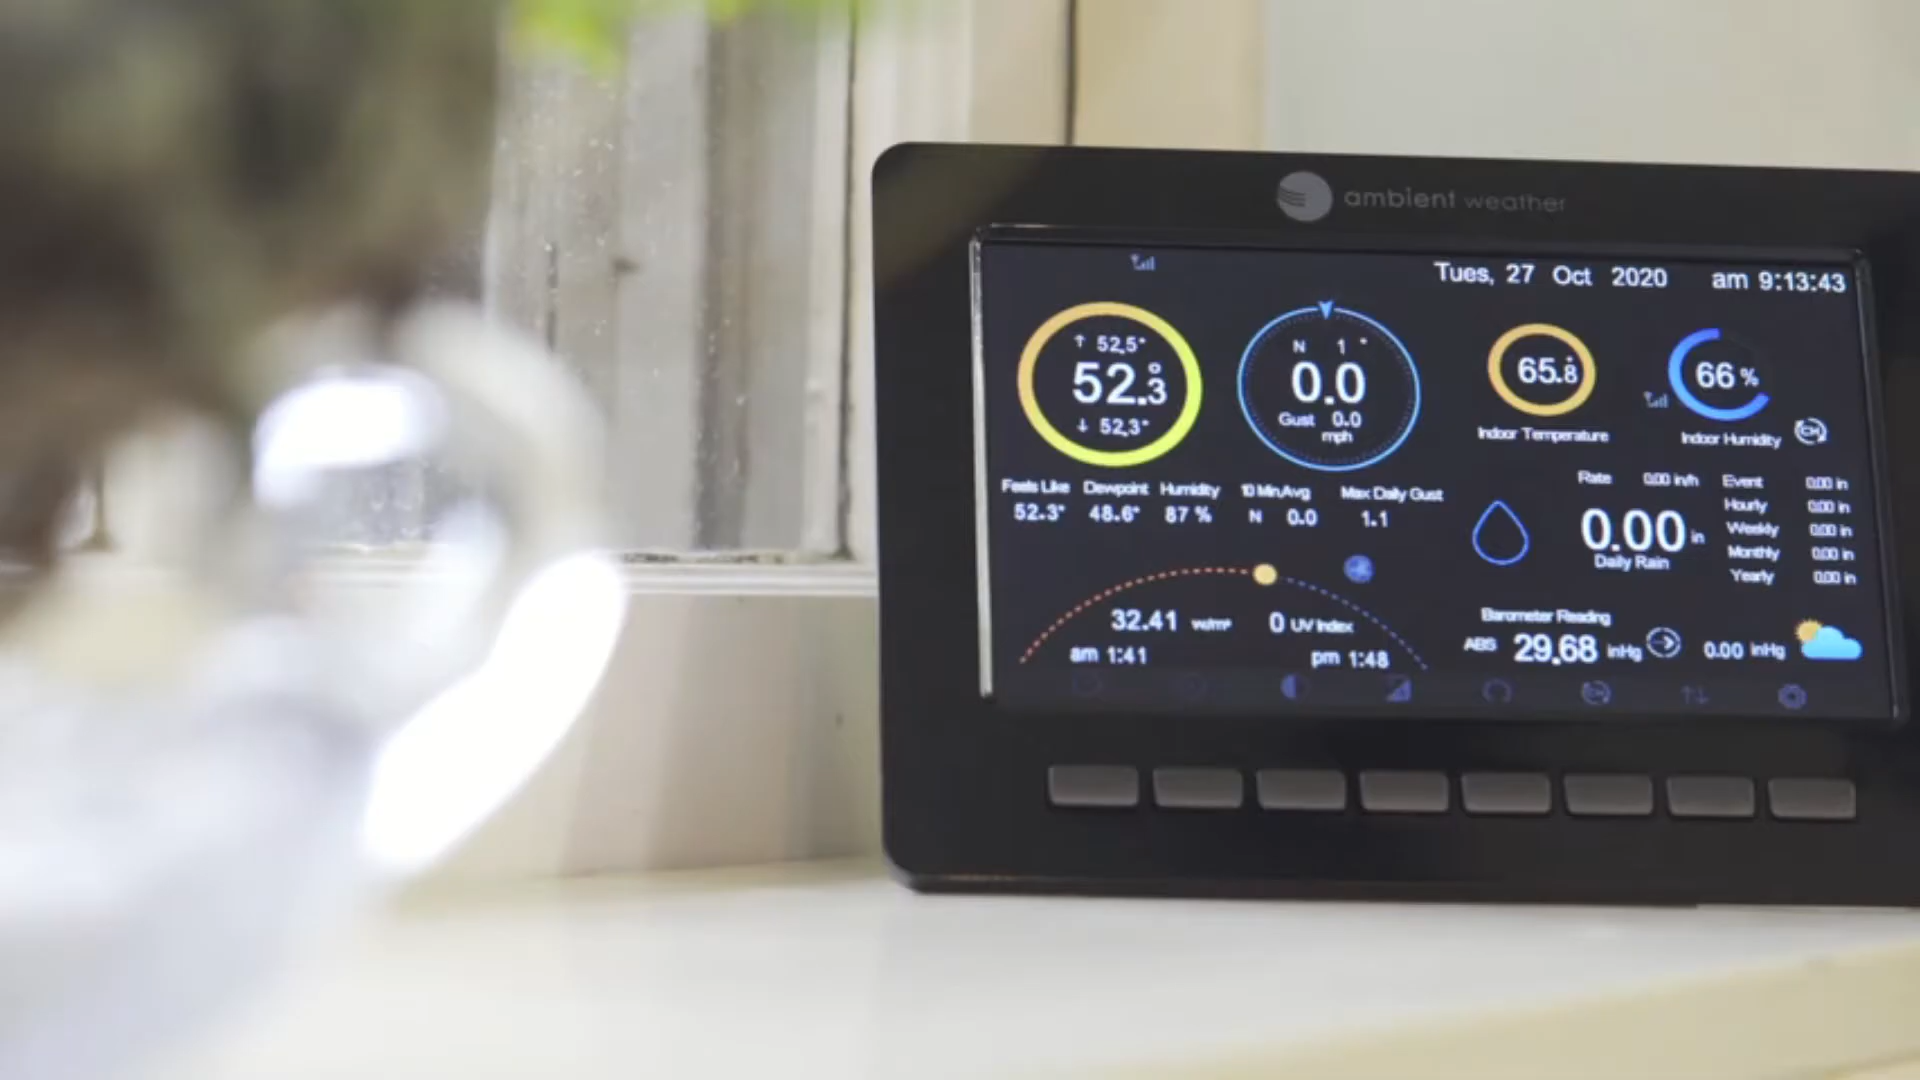 ambient weather
Tues, 27 Oct 2020 am 9:13:43
↑ 52.5°
52.3°
↓ 52.3°
N 1 °
0.0
Gust 0.0
mph
65.8°
Indoor Temperature
66 %
Indoor Humidity
CH
Feels Like Dewpoint Humidity
52.3° 48.6° 87 %
10 Min Avg Max Daily Gust
N 0.0 1.1
Rate 0.00 in/h
0.00 in
Daily Rain
Event 0.00 in
Hourly 0.00 in
Weekly 0.00 in
Monthly 0.00 in
Yearly 0.00 in
32.41 w/m² 0 UV Index
am 1:41 pm 1:48
Barometer Reading
ABS 29.68 inHg 0.00 inHg